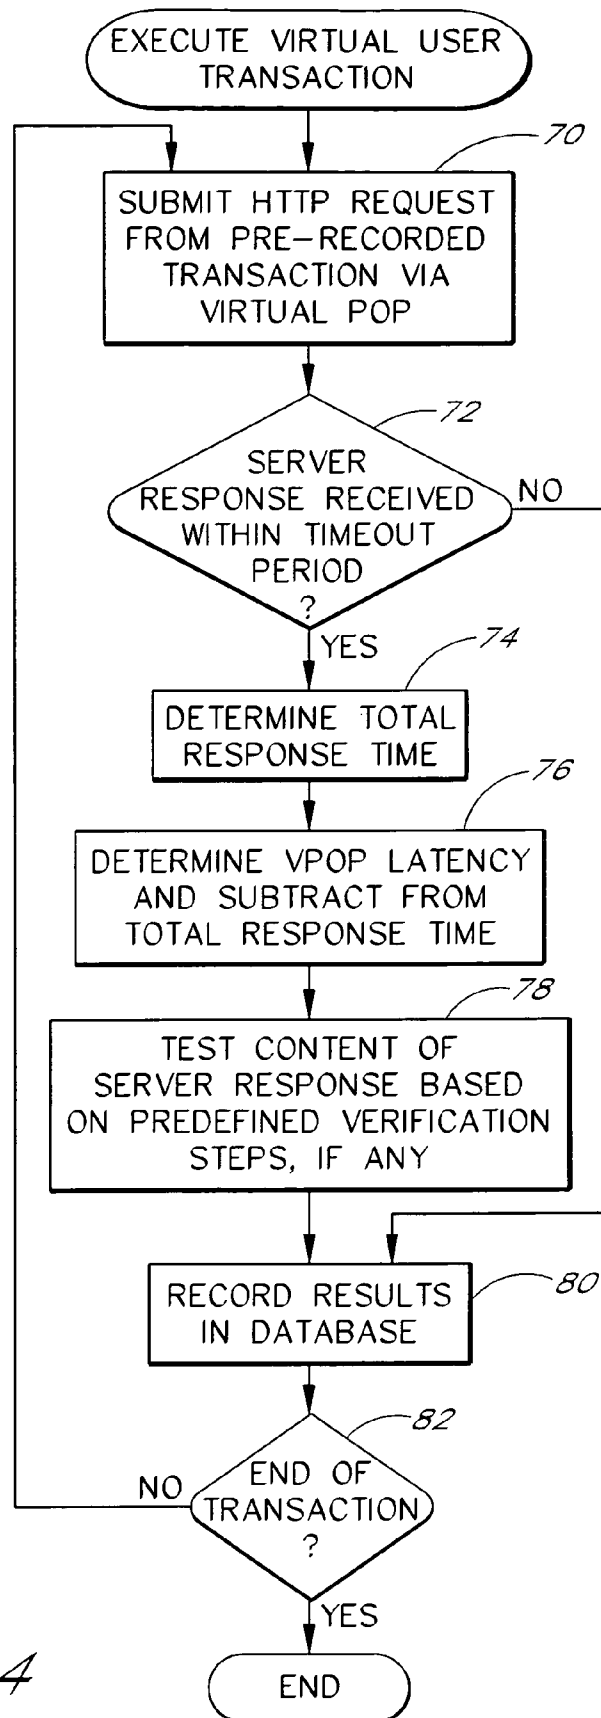 EXECUTE VIRTUAL USER
TRANSACTION
70
SUBMIT HTTP REQUEST
FROM PRE-RECORDED
TRANSACTION VIA
VIRTUAL POP
72
SERVER
RESPONSE RECEIVED
WITHIN TIMEOUT
PERIOD
?
NO
YES
74
DETERMINE TOTAL
RESPONSE TIME
76
DETERMINE VPOP LATENCY
AND SUBTRACT FROM
TOTAL RESPONSE TIME
78
TEST CONTENT OF
SERVER RESPONSE BASED
ON PREDEFINED VERIFICATION
STEPS, IF ANY
80
RECORD RESULTS
IN DATABASE
82
END OF
TRANSACTION
?
NO
YES
4
END